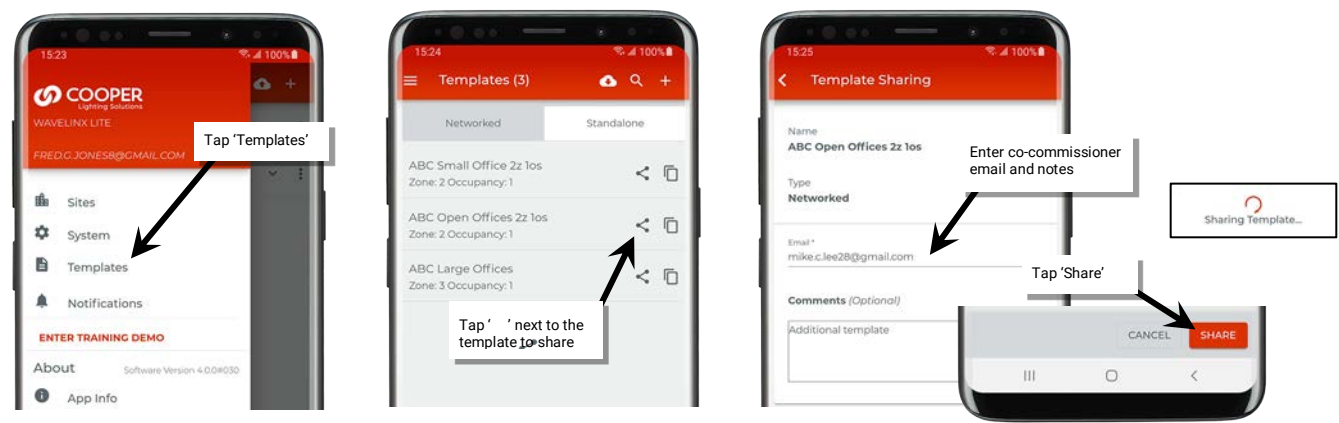 15:23
100%
COOPER
Lighting Solutions
WAVELINX LITE
FRED.G.JONES8@GMAIL.COM
Tap ‘Templates’
Sites
System
Templates
Notifications
ENTER TRAINING DEMO
About
Software Version 4.0.0#030
App Info
15:24
100%
Templates (3)
Networked
Standalone
ABC Small Office 2z 1os
Zone: 2 Occupancy: 1
ABC Open Offices 2z 1os
Zone: 2 Occupancy: 1
ABC Large Offices
Zone: 3 Occupancy: 1
Tap ‘ ’ next to the
template to share
15:25
100%
Template Sharing
Name
ABC Open Offices 2z 1os
Type
Networked
Enter co-commissioner
email and notes
Email *
mike.c.lee28@gmail.com
Comments (Optional)
Additional template
Tap ‘Share’
CANCEL
SHARE
Sharing Template...